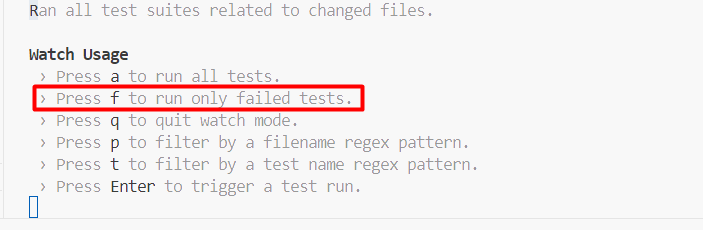 Ran all test suites related to changed files.
Watch Usage
› Press a to run all tests.
› Press f to run only failed tests.
› Press q to quit watch mode.
› Press p to filter by a filename regex pattern.
› Press t to filter by a test name regex pattern.
› Press Enter to trigger a test run.